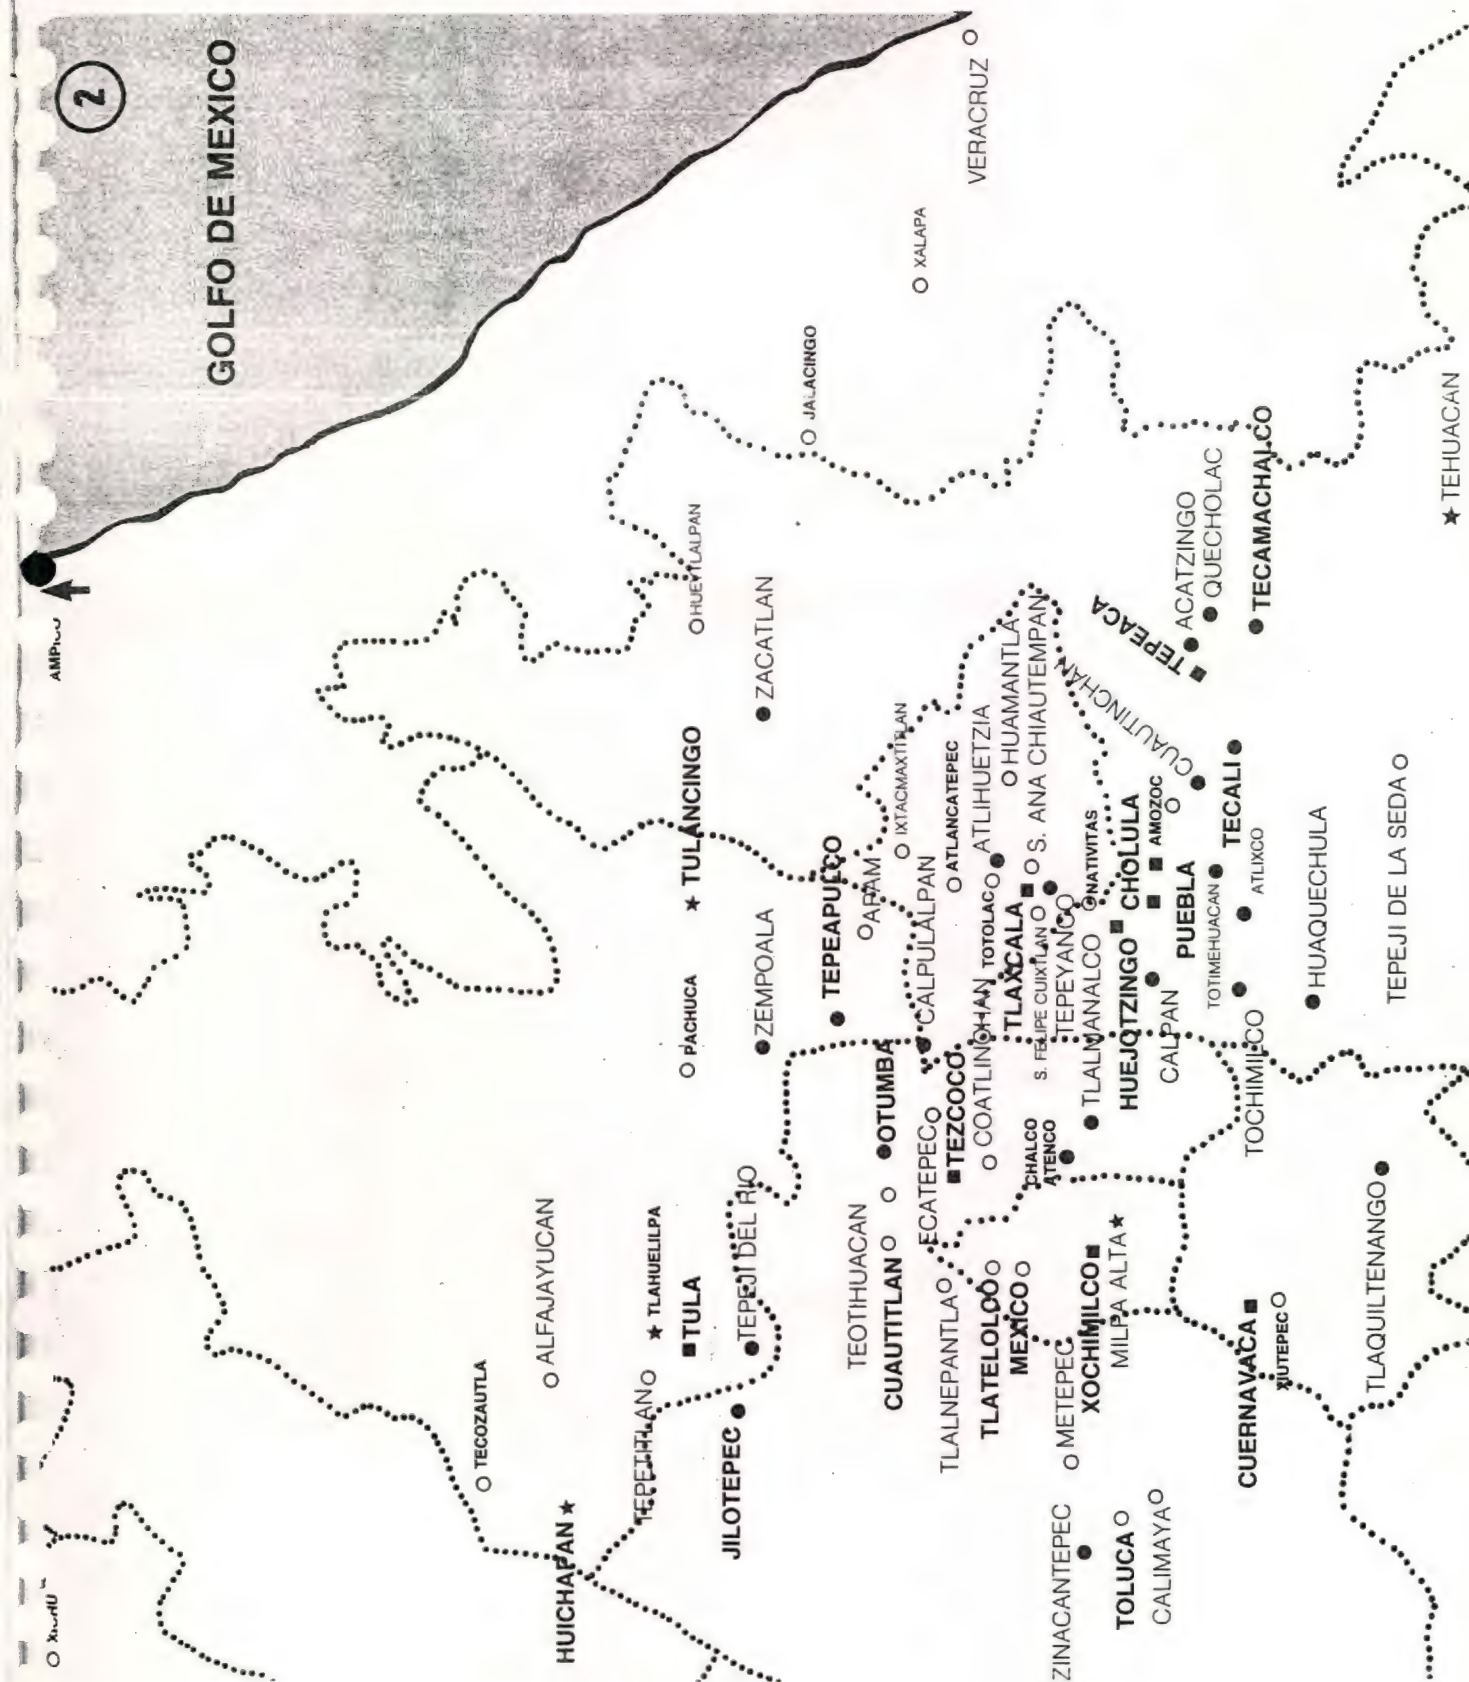 2
GOLFO DE MEXICO
VERACRUZ
XALAPA
JALACINGO
HUEYTLALPAN
ZACATLAN
TULANCINGO
PACHUCA
ZEMPOALA
TEPEAPULCO
APAM
IXTACMAXTITLAN
CALPULALPAN
ATLANCATEPEC
ATLIHUETZIA
HUAMANTLA
S. ANA CHIAUTEMPAN
TOTOLAC
TLAXCALA
S. FELIPE CUIXTLAN
TEPEYANCO
NATIVITAS
COATLINCHAN
TLALMANALCO
HUEJOTZINGO
CHOLULA
AMOZOC
PUEBLA
CALPAN
TOTIMEHUACAN
TECALI
ATLIXCO
CUAUTINCHAN
TEPEACA
ACATZINGO
QUECHOLAC
TECAMACHALCO
TEHUACAN
HUAQUECHULA
TEPEJI DE LA SEDA
TOCHIMILCO
ALFAJAYUCAN
TECOZAUTLA
TLAHUELILPA
TULA
TEPEJI DEL RIO
TEPETITLAN
JILOTEPEC
HUICHAPAN
OTUMBA
TEOTIHUACAN
CUAUTITLAN
ECATEPEC
TEZCOCO
CHALCO
ATENCO
TLALNEPANTLA
TLATELOLCO
MEXICO
XOCHIMILCO
MILPA ALTA
METEPEC
ZINACANTEPEC
TOLUCA
CALIMAYA
CUERNAVACA
XIUTEPEC
TLAQUILTENANGO